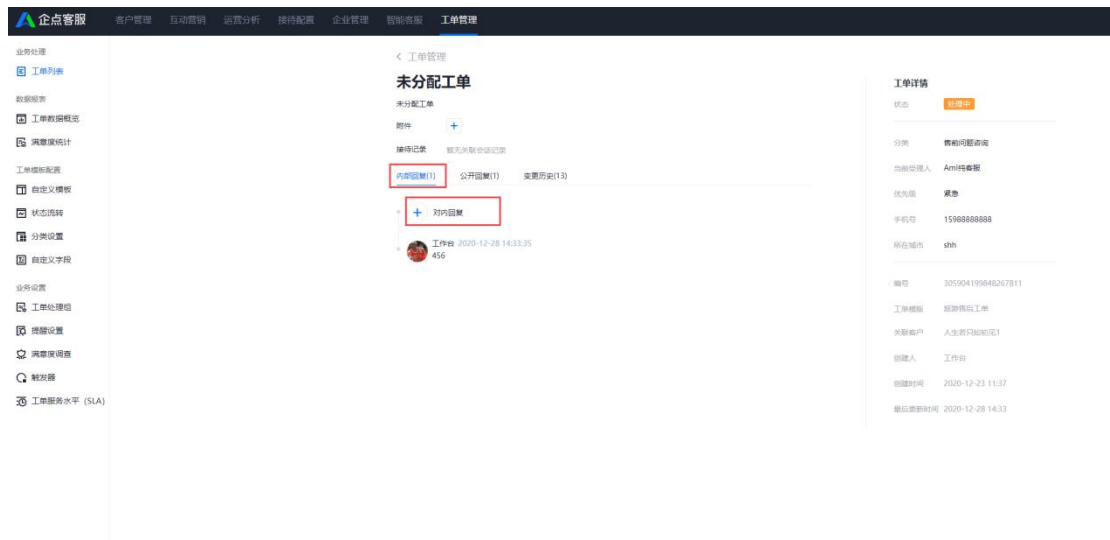 企点客服 客户管理 互动营销 运营分析 接待配置 企业管理 智能客服 工单管理
业务处理
工单列表
数据报表
工单数据概览
满意度统计
工单模板配置
自定义模板
状态流转
分类设置
自定义字段
业务设置
工单处理组
提醒设置
满意度调查
触发器
工单服务水平 (SLA)
< 工单管理
未分配工单
未分配工单
附件 +
接待记录 暂无关联会话记录
内部回复(1) 公开回复(1) 变更历史(13)
+ 对内回复
工作台 2020-12-28 14:33:35
456
工单详情
状态 处理中
分类 售前问题咨询
当前受理人 Ami纯客服
优先级 紧急
手机号 15988888888
所在城市 shh
编号 305904199848267811
工单模板 旅游售后工单
关联客户 人生若只如初见1
创建人 工作台
创建时间 2020-12-23 11:37
最后更新时间 2020-12-28 14:33